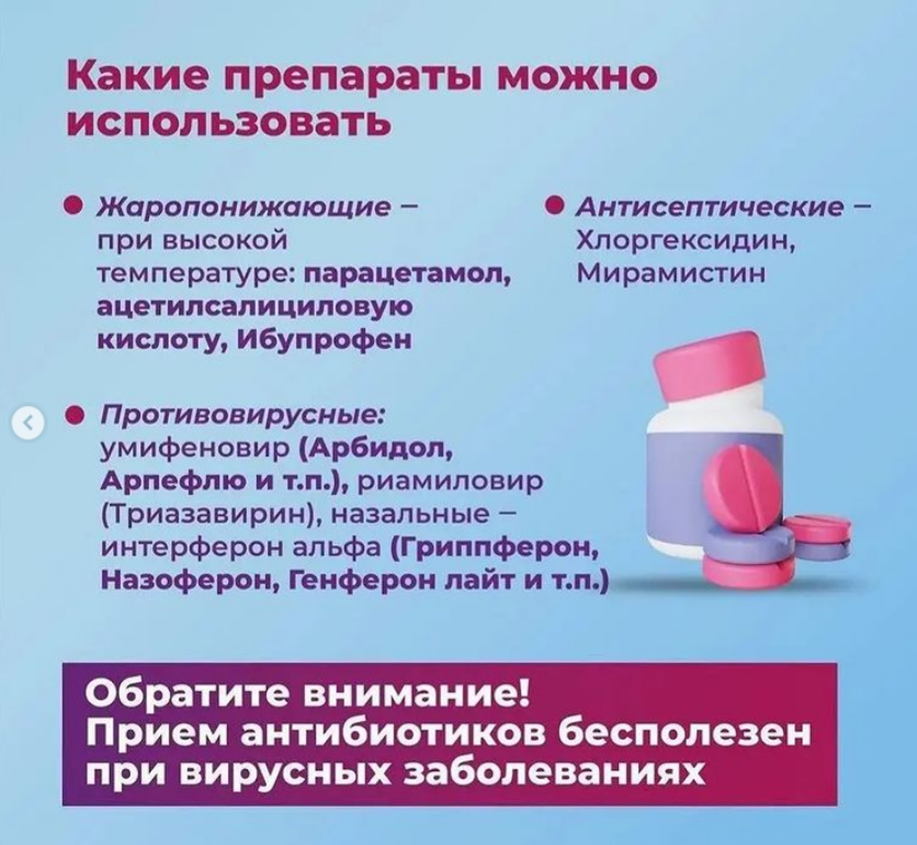 Какие препараты можно
использовать
Жаропонижающие –
при высокой
температуре: парацетамол,
ацетилсалициловую
кислоту, Ибупрофен
Антисептические –
Хлоргексидин,
Мирамистин
Противовирусные:
умифеновир (Арбидол,
Арпефлю и т.п.), риамиловир
(Триазавирин), назальные –
интерферон альфа (Гриппферон,
Назоферон, Генферон лайт и т.п.)
Обратите внимание!
Прием антибиотиков бесполезен
при вирусных заболеваниях